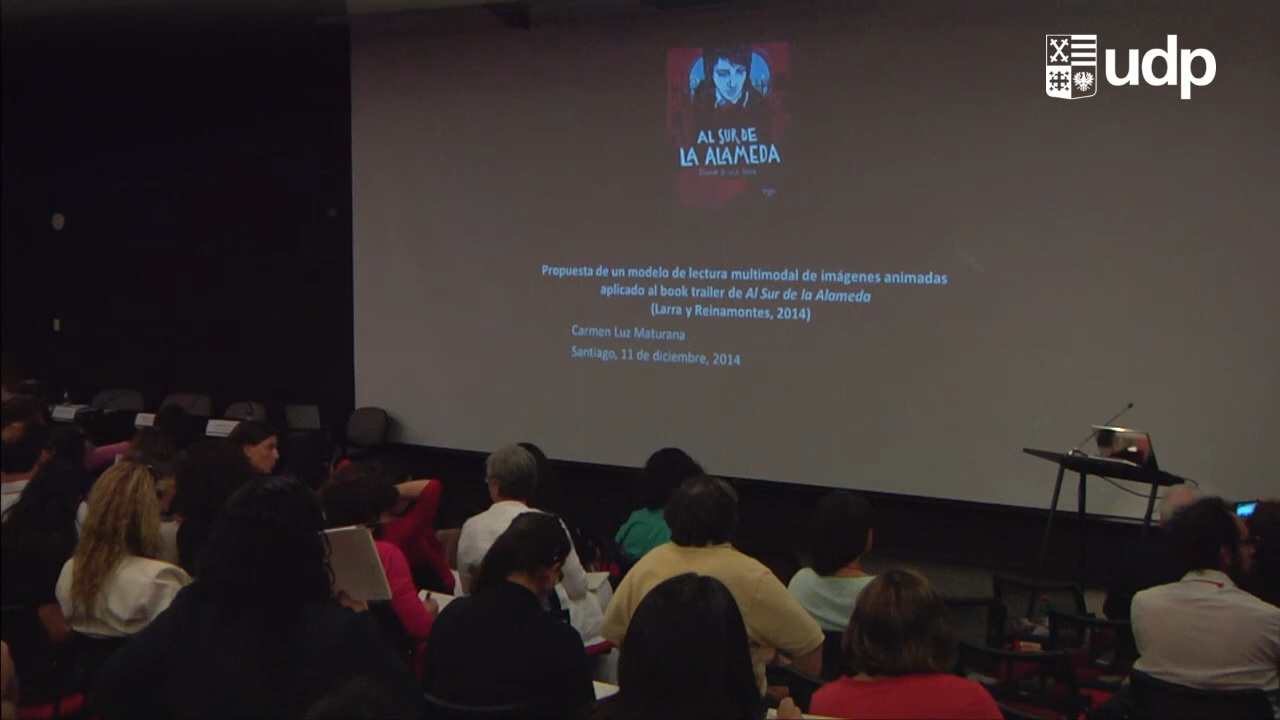 udp
AL SUR DE
LA ALAMEDA
Propuesta de un modelo de lectura multimodal de imágenes animadas
aplicado al book trailer de Al Sur de la Alameda
(Larra y Reinamontes, 2014)
Carmen Luz Maturana
Santiago, 11 de diciembre, 2014